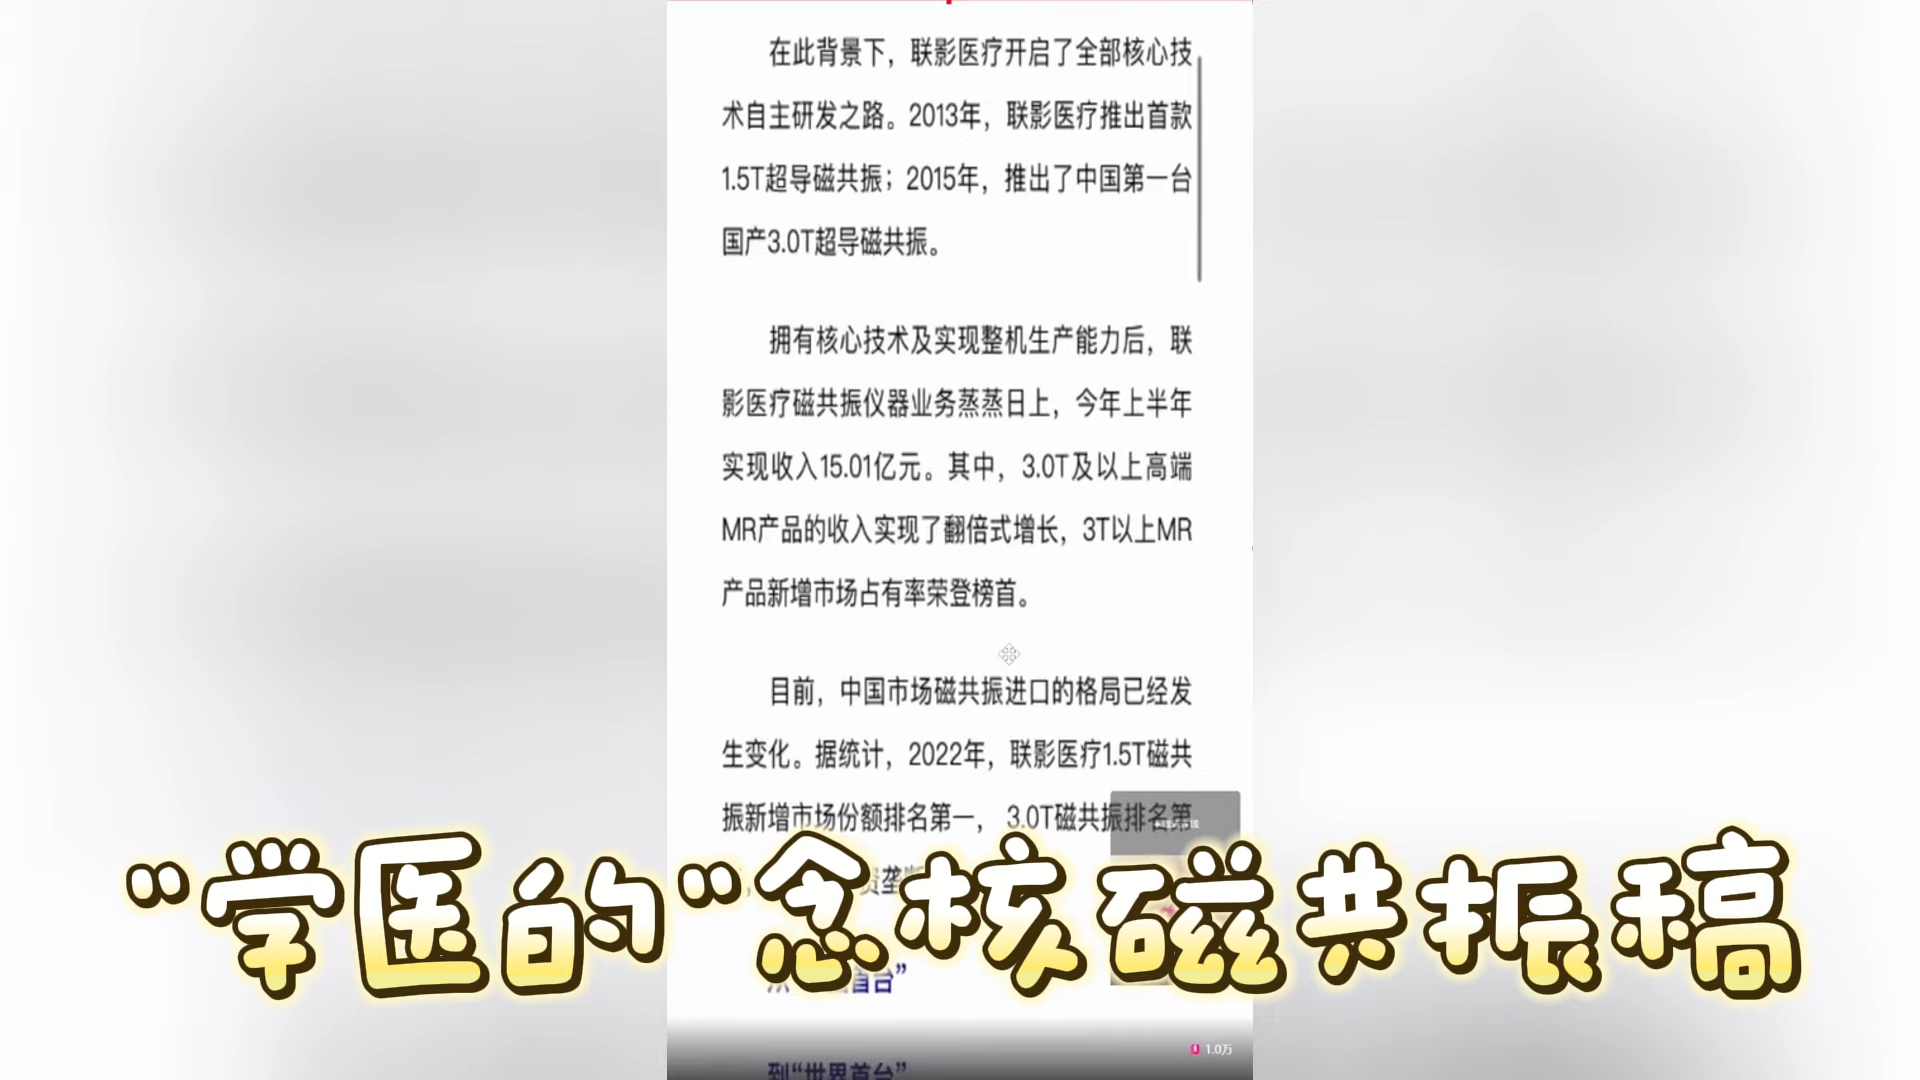 在此背景下，联影医疗开启了全部核心技
术自主研发之路。2013年，联影医疗推出首款
1.5T超导磁共振；2015年，推出了中国第一台
国产3.0T超导磁共振。
拥有核心技术及实现整机生产能力后，联
影医疗磁共振仪器业务蒸蒸日上，今年上半年
实现收入15.01亿元。其中，3.0T及以上高端
MR产品的收入实现了翻倍式增长，3T以上MR
产品新增市场占有率荣登榜首。
目前，中国市场磁共振进口的格局已经发
生变化。据统计，2022年，联影医疗1.5T磁共
振新增市场份额排名第一， 3.0T磁共振排名第
资垄断
“学医的“念核磁共振稿
首台”
1.0万
到“世界首台”